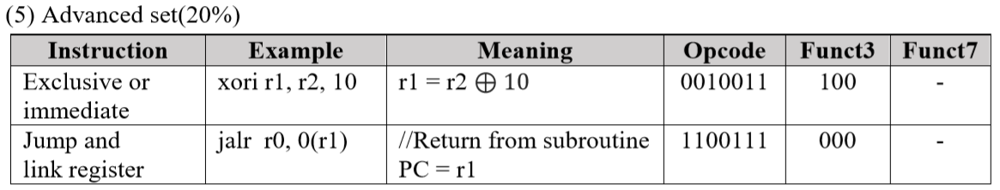 (5) Advanced set(20%)
Instruction Example Meaning Opcode Funct3 Funct7
Exclusive or xori r1, r2, 10 r1 = r2 ⊕ 10 0010011 100 -
immediate
Jump and jalr r0, 0(r1) //Return from subroutine 1100111 000 -
link register PC = r1